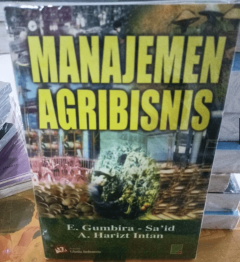 MANAJEMEN
AGRIBISNIS
E. Gumbira - Sa'id
A. Harizt Intan